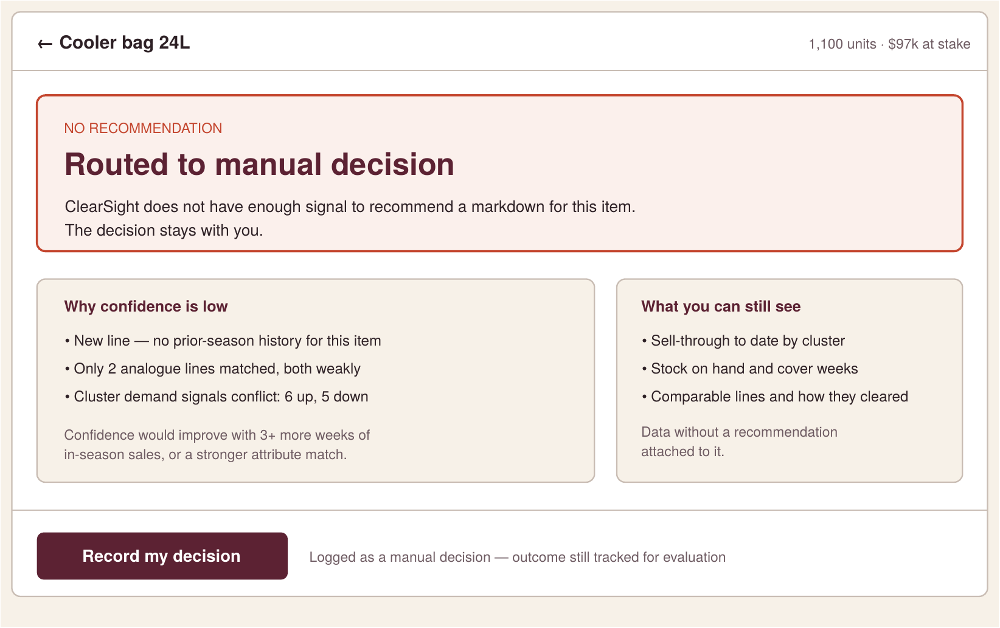 ← Cooler bag 24L
1,100 units · $97k at stake
NO RECOMMENDATION
Routed to manual decision
ClearSight does not have enough signal to recommend a markdown for this item.
The decision stays with you.
Why confidence is low
• New line — no prior-season history for this item
• Only 2 analogue lines matched, both weakly
• Cluster demand signals conflict: 6 up, 5 down
Confidence would improve with 3+ more weeks of
in-season sales, or a stronger attribute match.
What you can still see
• Sell-through to date by cluster
• Stock on hand and cover weeks
• Comparable lines and how they cleared
Data without a recommendation
attached to it.
Record my decision
Logged as a manual decision — outcome still tracked for evaluation